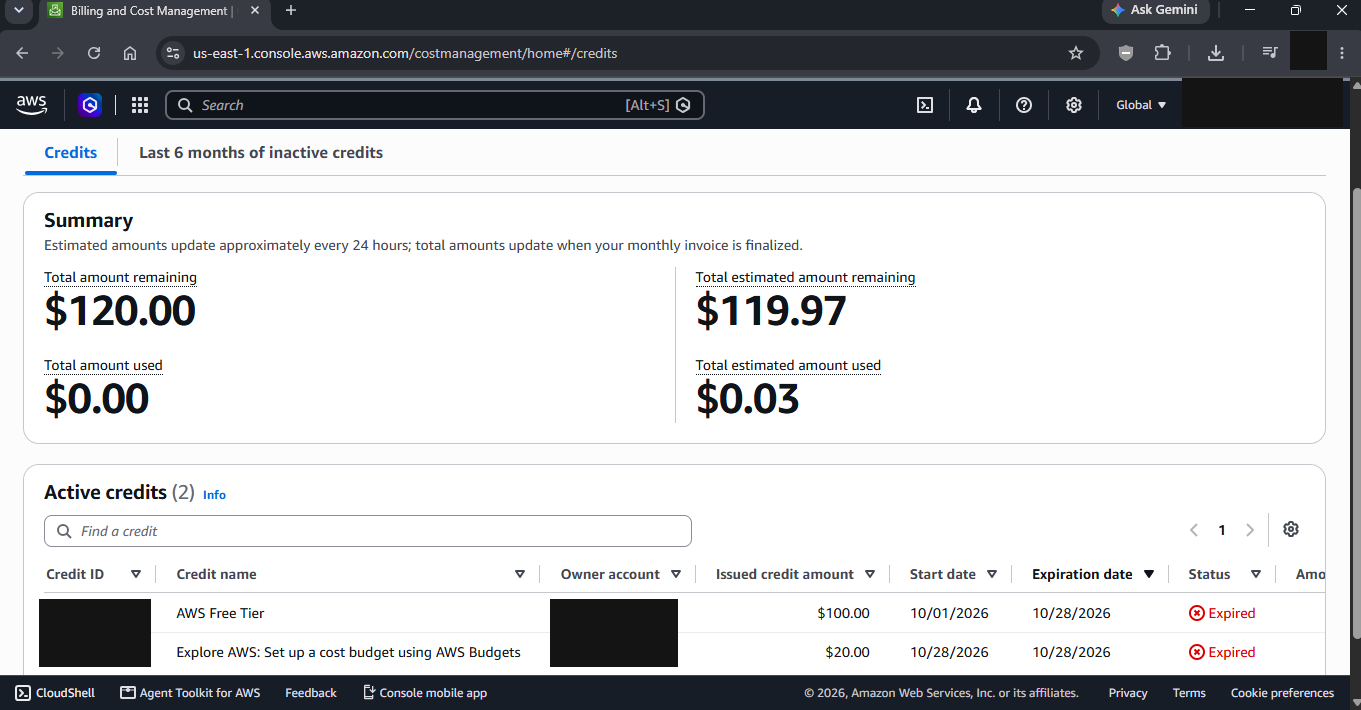 Billing and Cost Management |
Ask Gemini
us-east-1.console.aws.amazon.com/costmanagement/home#/credits
aws
Search
[Alt+S]
Global
Credits
Last 6 months of inactive credits
Summary
Estimated amounts update approximately every 24 hours; total amounts update when your monthly invoice is finalized.
Total amount remaining
$120.00
Total estimated amount remaining
$119.97
Total amount used
$0.00
Total estimated amount used
$0.03
Active credits (2) Info
Find a credit
1
Credit ID Credit name Owner account Issued credit amount Start date Expiration date Status Amo
AWS Free Tier $100.00 10/01/2026 10/28/2026 Expired
Explore AWS: Set up a cost budget using AWS Budgets $20.00 10/28/2026 10/28/2026 Expired
CloudShell Agent Toolkit for AWS Feedback Console mobile app © 2026, Amazon Web Services, Inc. or its affiliates. Privacy Terms Cookie preferences